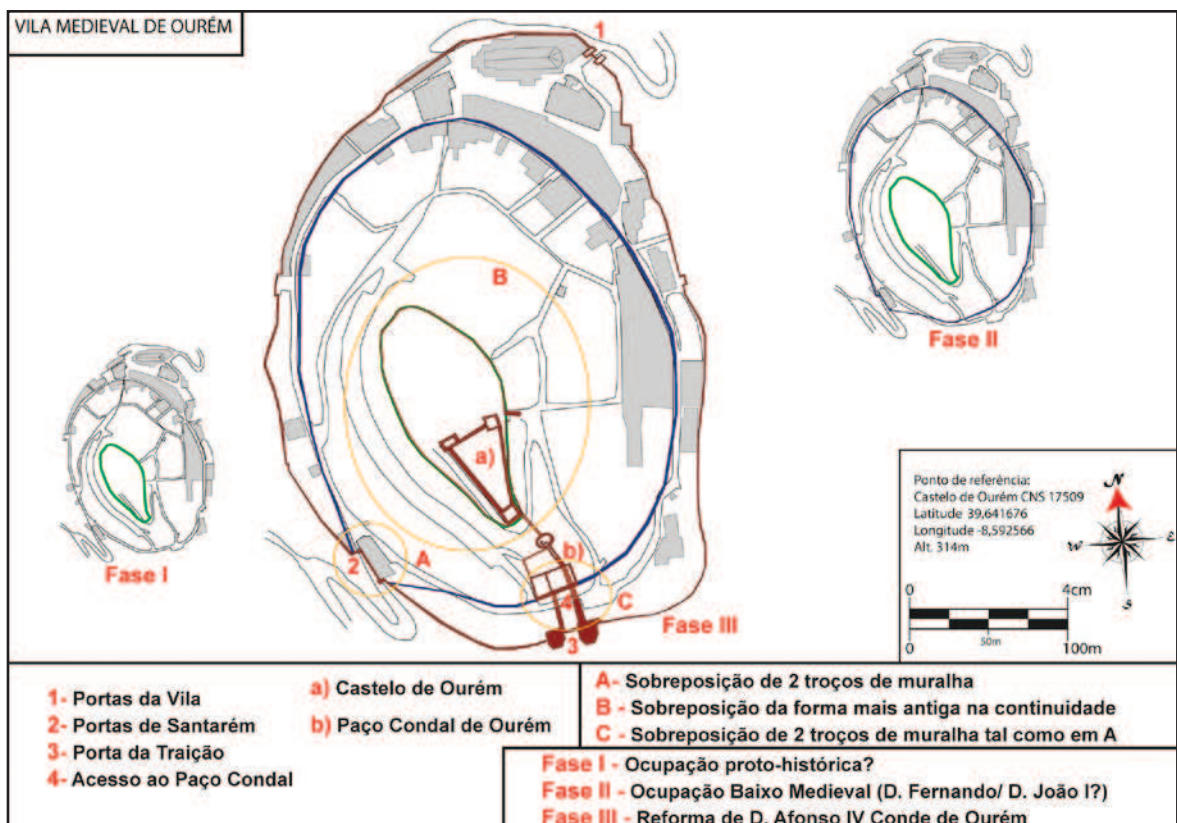 VILA MEDIEVAL DE OURÉM
1
B
Fase II
a)
Fase I
2
A
b)
4
C
3
Fase III
Ponto de referência:
Castelo de Ourém CNS 17509
Latitude 39,641676
Longitude -8,592566
Alt. 314m
N
W
E
S
0
4cm
50m
0
100m
1- Portas da Vila
2- Portas de Santarém
3- Porta da Traição
4- Acesso ao Paço Condal
a) Castelo de Ourém
b) Paço Condal de Ourém
A- Sobreposição de 2 troços de muralha
B - Sobreposição da forma mais antiga na continuidade
C - Sobreposição de 2 troços de muralha tal como em A
Fase I - Ocupação proto-histórica?
Fase II - Ocupação Baixo Medieval (D. Fernando/ D. João I?)
Fase III - Reforma de D. Afonso IV Conde de Ourém